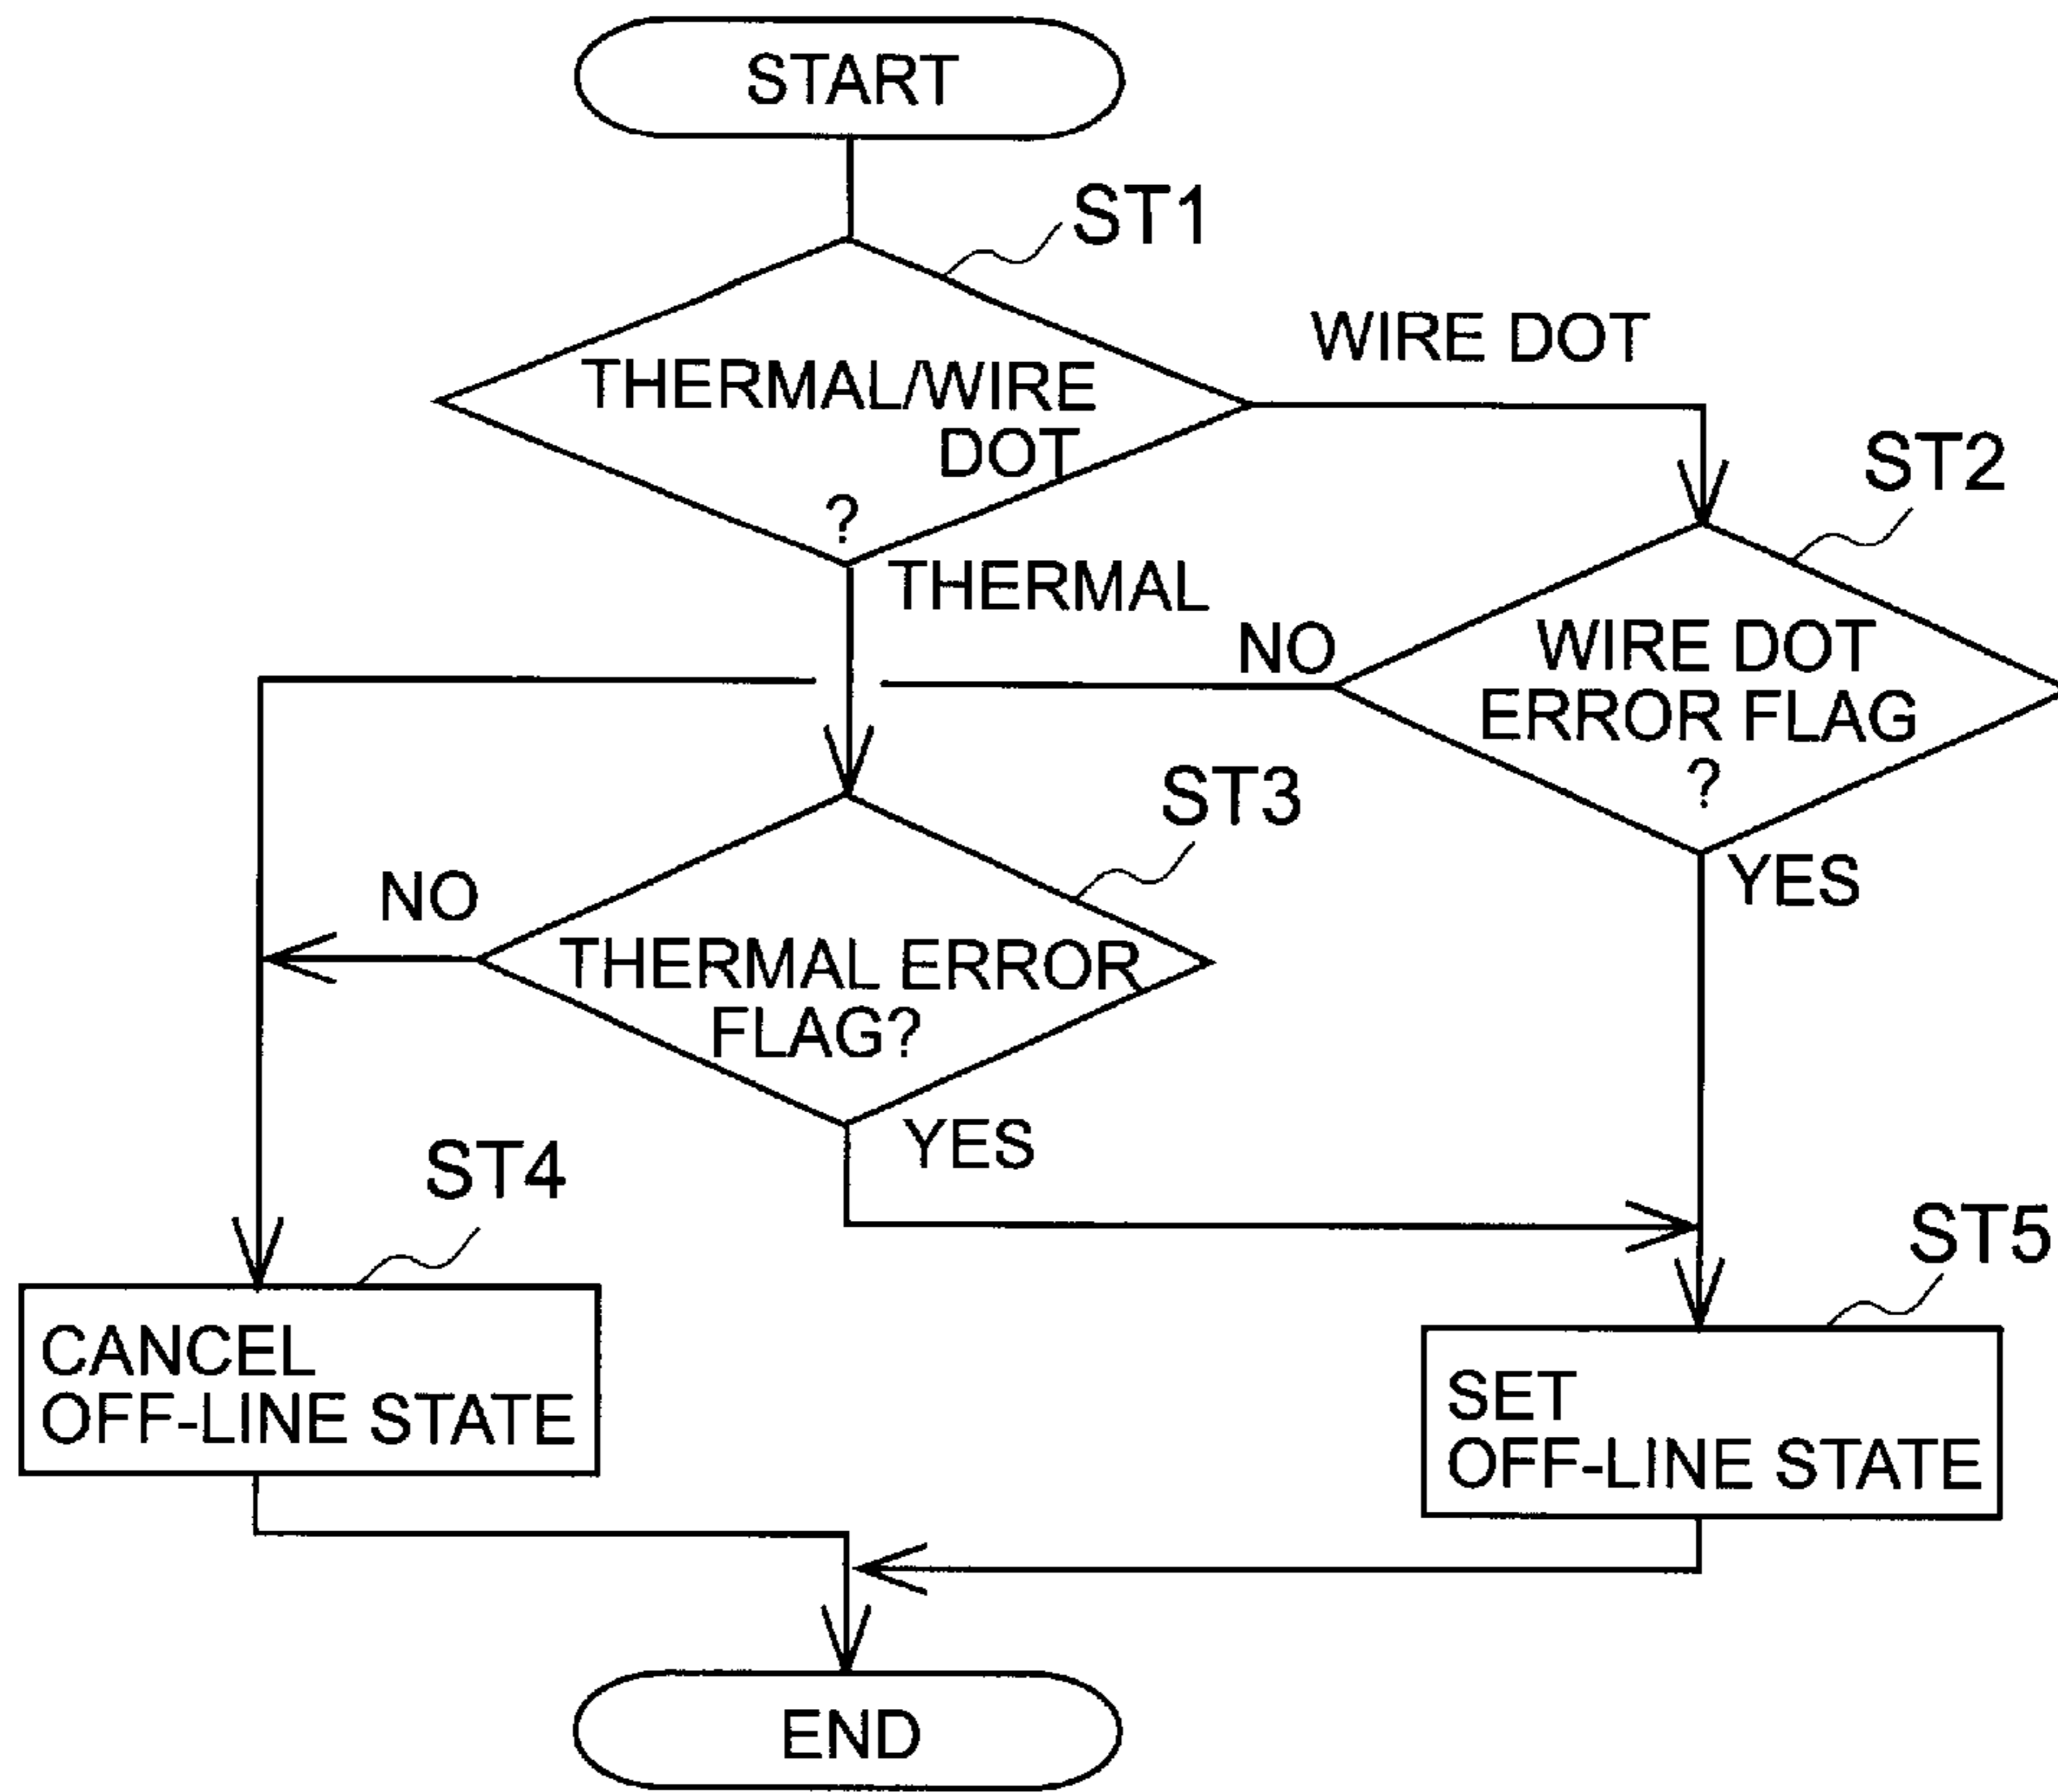 START
ST1
THERMAL/WIRE
DOT
?
WIRE DOT
THERMAL
ST2
NO
WIRE DOT
ERROR FLAG
?
YES
ST3
NO
THERMAL ERROR
FLAG?
YES
ST4
CANCEL
OFF-LINE STATE
ST5
SET
OFF-LINE STATE
END